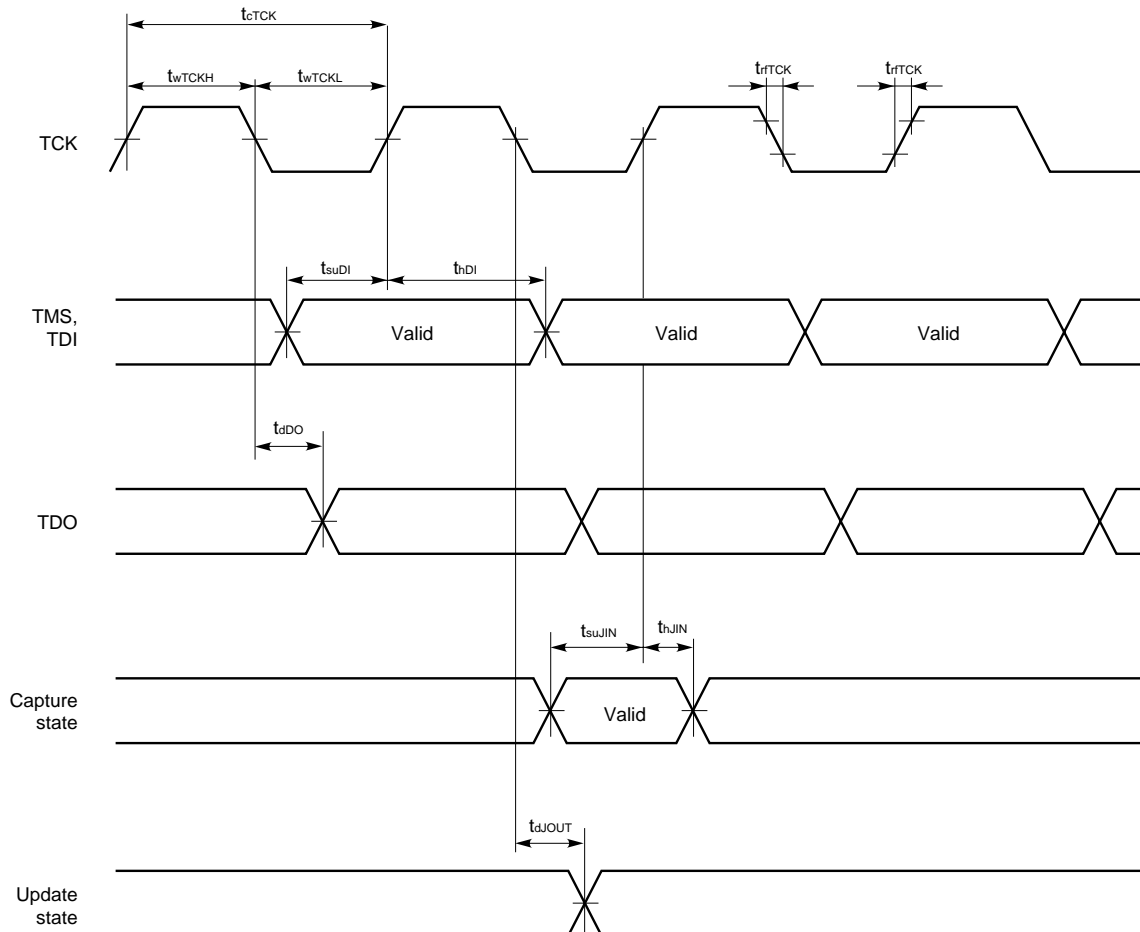 tcTCK
twTCKH
twTCKL
trfTCK
trfTCK
TCK
tsuDI
thDI
TMS,
TDI
Valid
Valid
Valid
tdDO
TDO
tsuJIN
thJIN
Capture
state
Valid
tdJOUT
Update
state